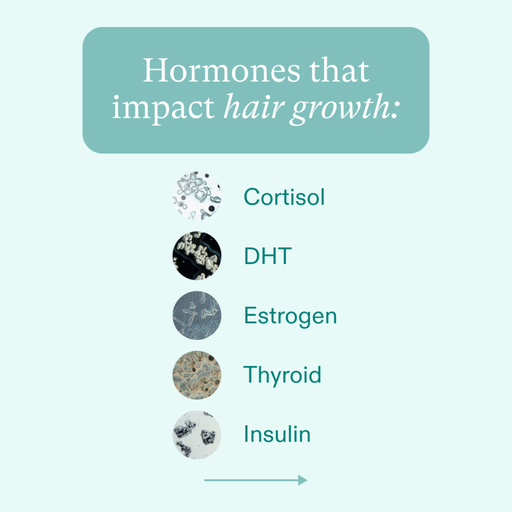 Hormones that
impact hair growth:
Cortisol
DHT
Estrogen
Thyroid
Insulin